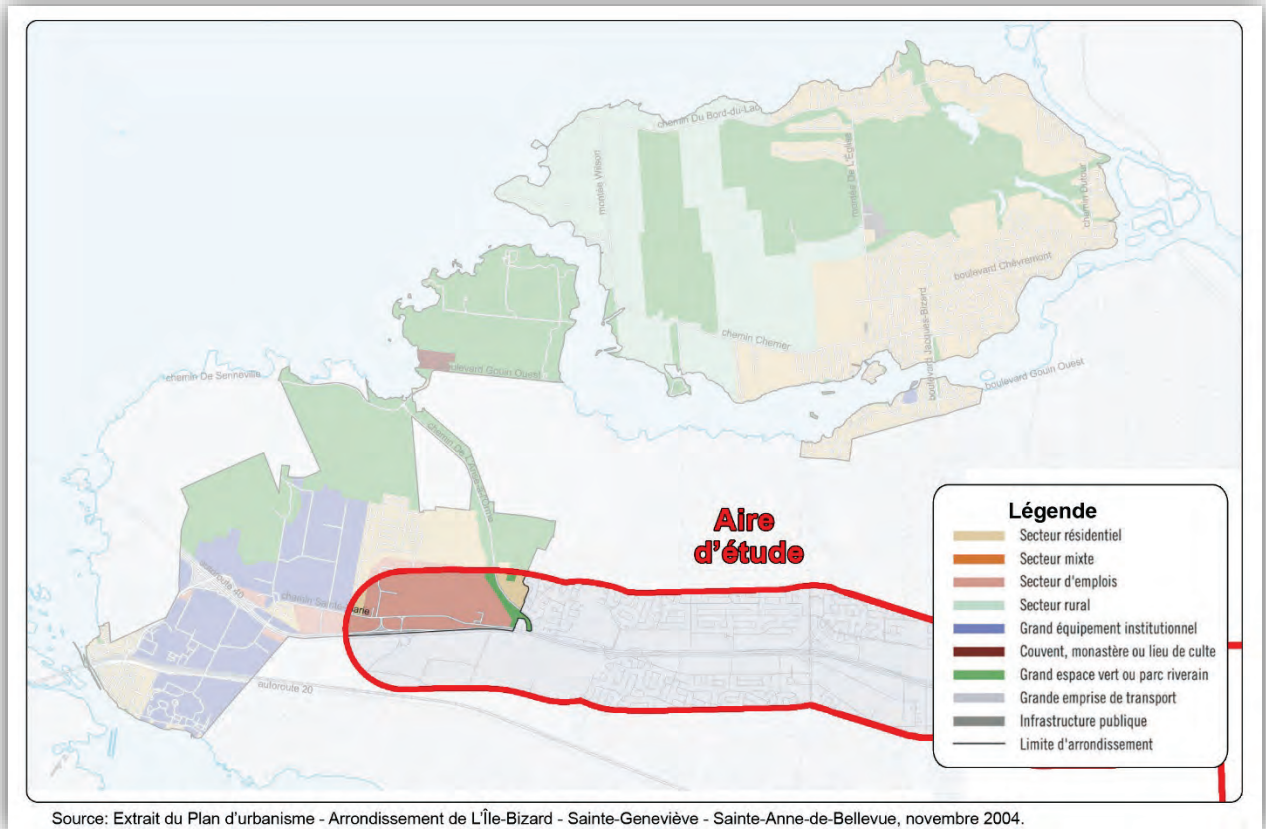 chemin Du Bord-du-Lac
montée Wilson
montée De L'Église
chemin Dutour
boulevard Chèvremont
boulevard Jacques-Bizard
chemin Cherrier
boulevard Gouin Ouest
boulevard Gouin Ouest
chemin De Senneville
chemin De L'Anse-à-l'Orme
autoroute 40
chemin Sainte-Marie
autoroute 20
Aire
d'étude
Légende
Secteur résidentiel
Secteur mixte
Secteur d'emplois
Secteur rural
Grand équipement institutionnel
Couvent, monastère ou lieu de culte
Grand espace vert ou parc riverain
Grande emprise de transport
Infrastructure publique
Limite d'arrondissement
Source: Extrait du Plan d'urbanisme - Arrondissement de L'Île-Bizard - Sainte-Geneviève - Sainte-Anne-de-Bellevue, novembre 2004.